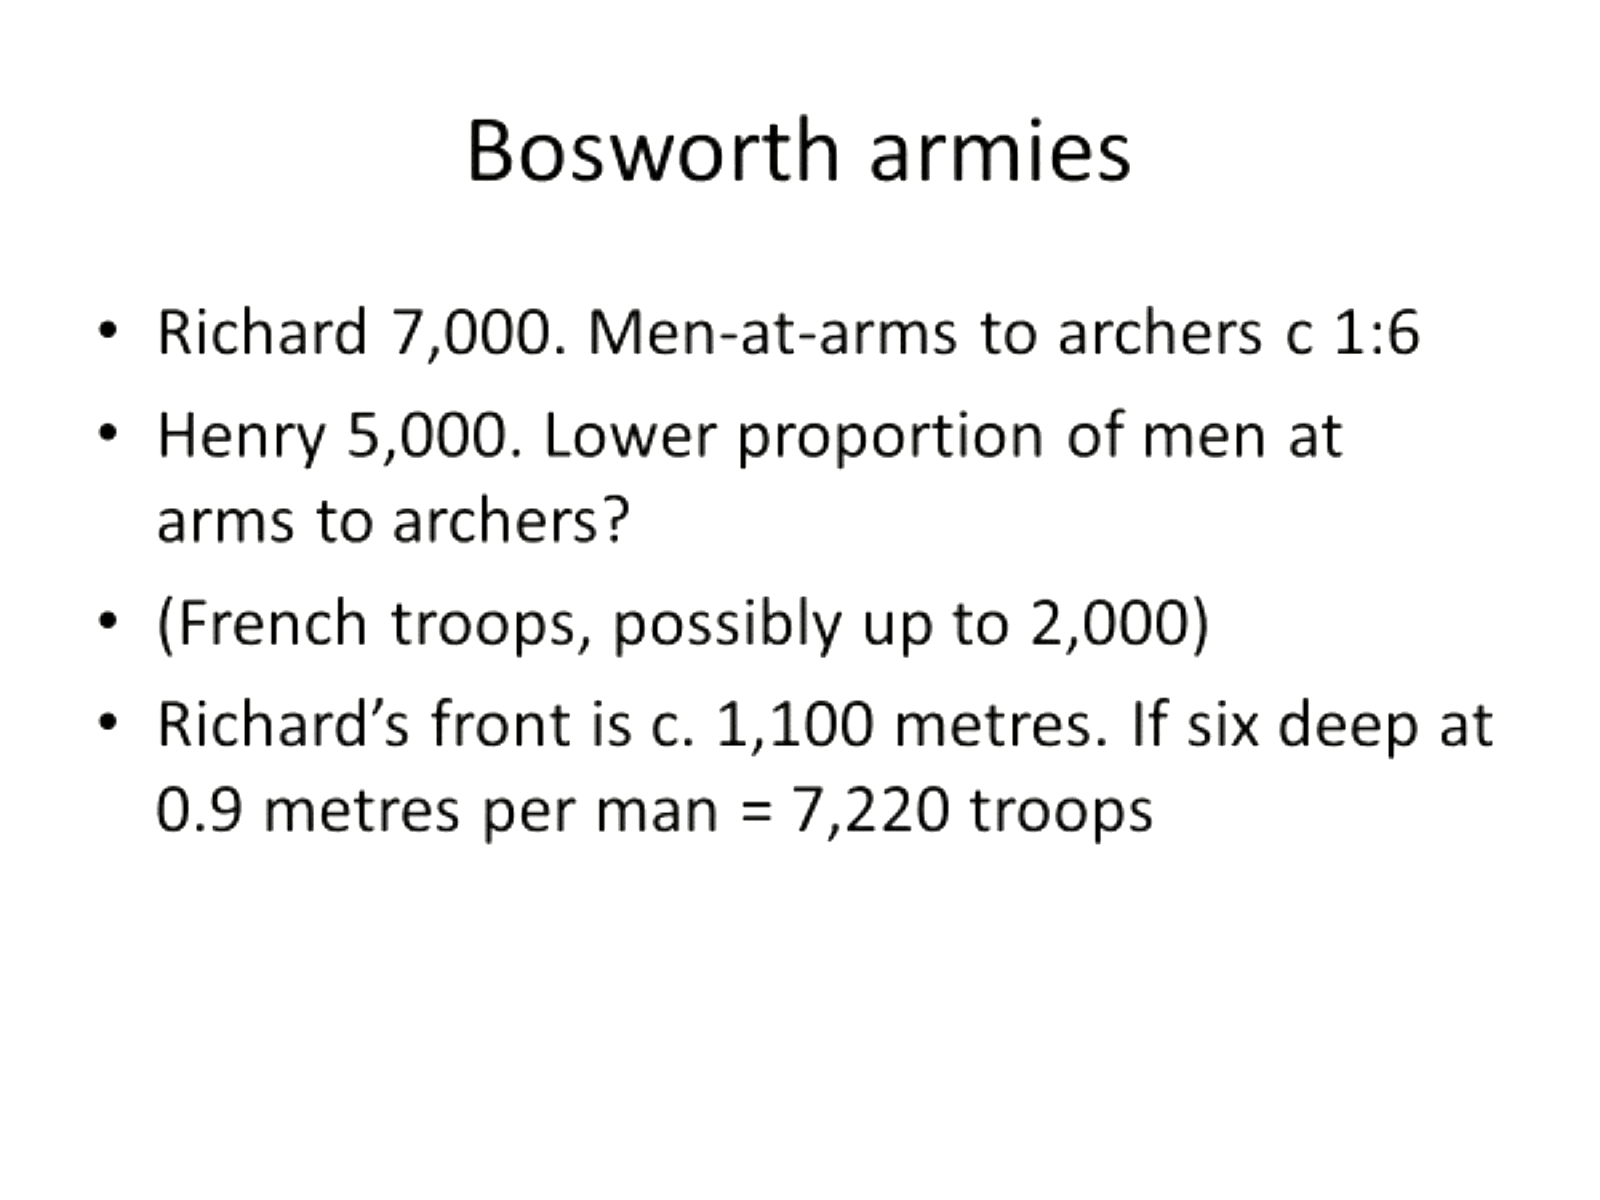 Bosworth armies
• Richard 7,000. Men-at-arms to archers c 1:6
• Henry 5,000. Lower proportion of men at
arms to archers?
• (French troops, possibly up to 2,000)
• Richard’s front is c. 1,100 metres. If six deep at
0.9 metres per man = 7,220 troops